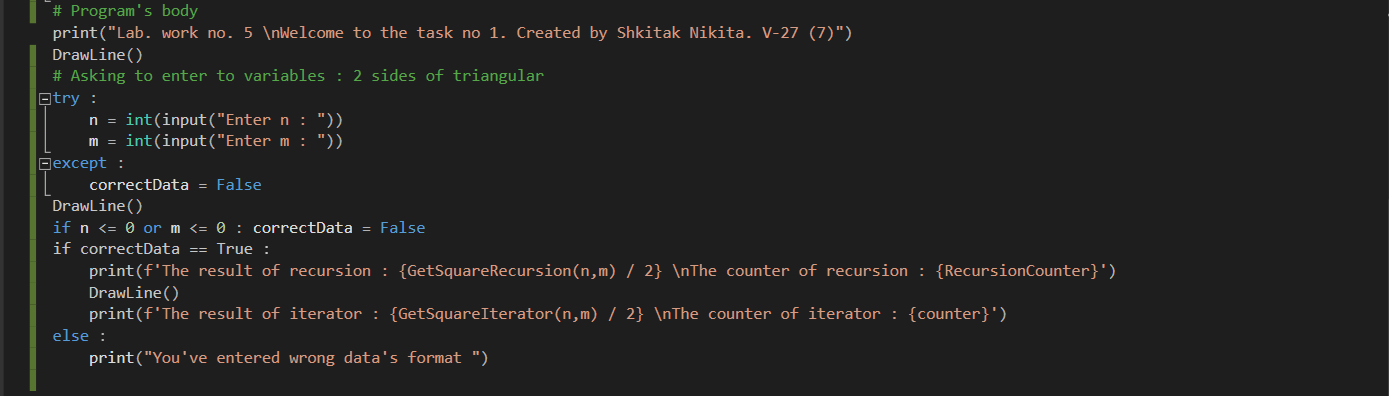 # Program's body
print("Lab. work no. 5 \nWelcome to the task no 1. Created by Shkitak Nikita. V-27 (7)")
DrawLine()
# Asking to enter to variables : 2 sides of triangular
try :
    n = int(input("Enter n : "))
    m = int(input("Enter m : "))
except :
    correctData = False
DrawLine()
if n <= 0 or m <= 0 : correctData = False
if correctData == True :
    print(f'The result of recursion : {GetSquareRecursion(n,m) / 2} \nThe counter of recursion : {RecursionCounter}')
    DrawLine()
    print(f'The result of iterator : {GetSquareIterator(n,m) / 2} \nThe counter of iterator : {counter}')
else :
    print("You've entered wrong data's format ")